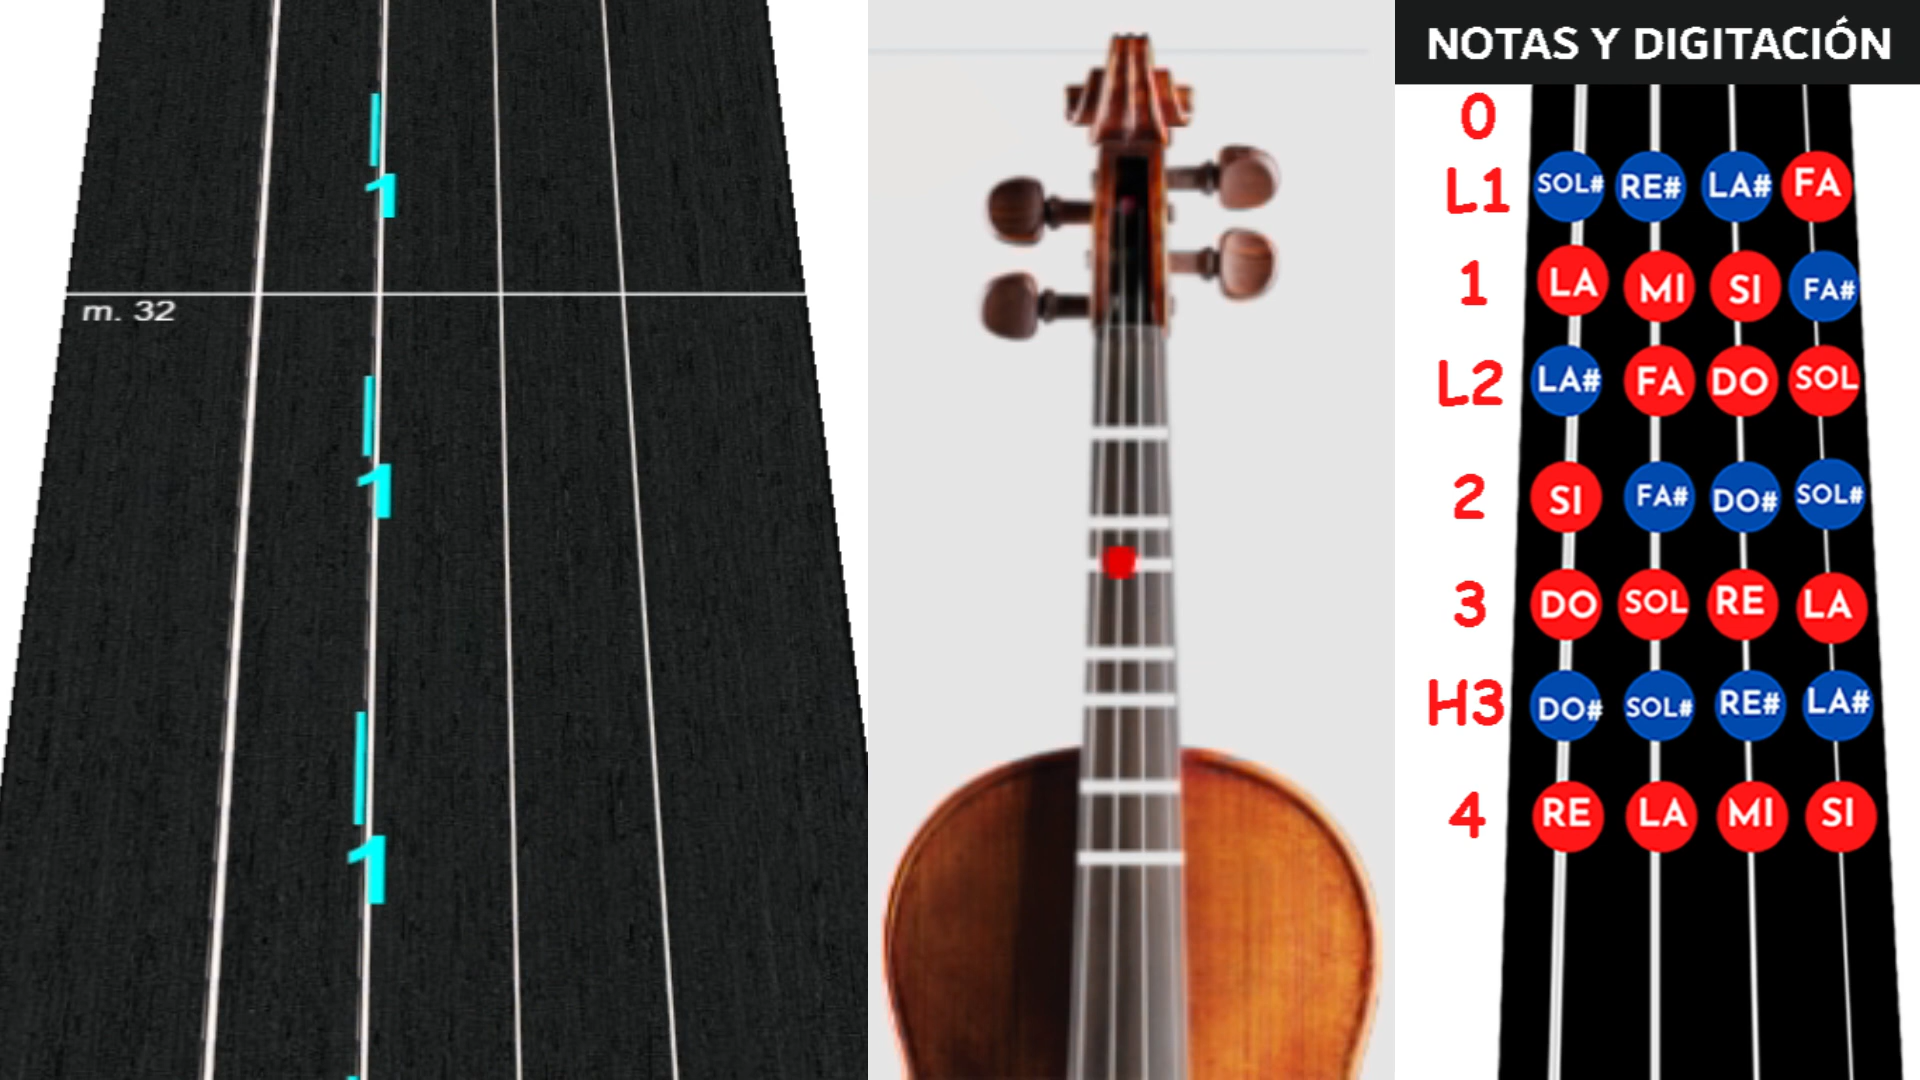 1
m. 32
1
1
NOTAS Y DIGITACIÓN
0
L1 SOL# RE# LA# FA
1 LA MI SI FA#
L2 LA# FA DO SOL
2 SI FA# DO# SOL#
3 DO SOL RE LA
H3 DO# SOL# RE# LA#
4 RE LA MI SI